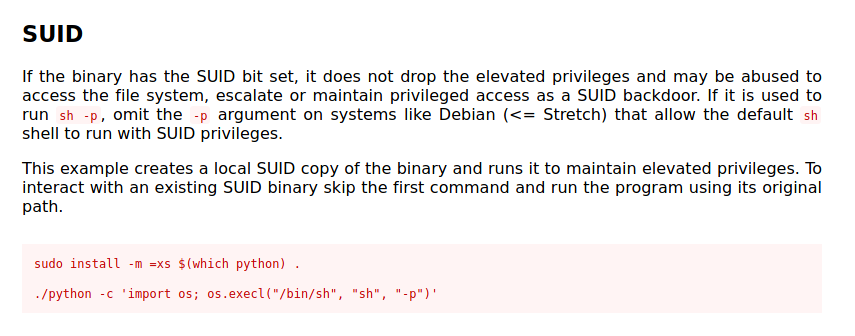 SUID
If the binary has the SUID bit set, it does not drop the elevated privileges and may be abused to
access the file system, escalate or maintain privileged access as a SUID backdoor. If it is used to
run sh -p, omit the -p argument on systems like Debian (<= Stretch) that allow the default sh
shell to run with SUID privileges.
This example creates a local SUID copy of the binary and runs it to maintain elevated privileges. To
interact with an existing SUID binary skip the first command and run the program using its original
path.
sudo install -m =xs $(which python) .
./python -c 'import os; os.execl("/bin/sh", "sh", "-p")'